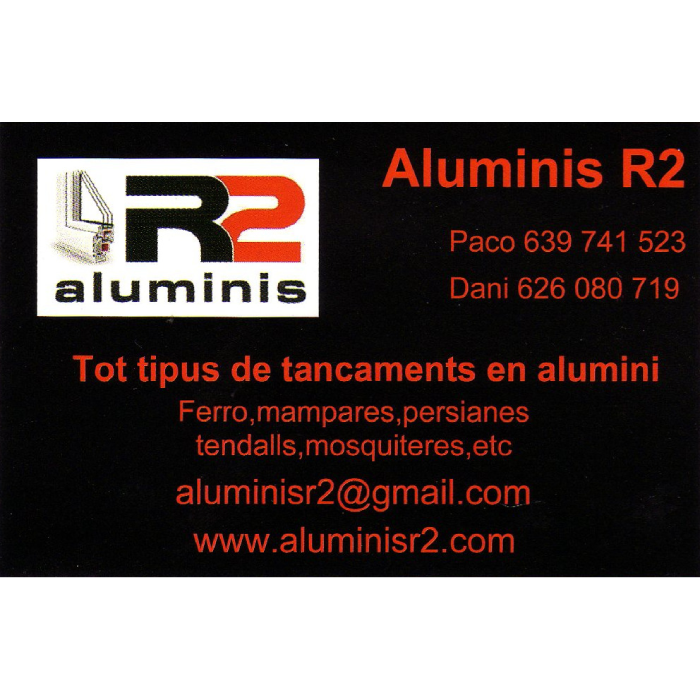 R2
aluminis
Aluminis R2
Paco 639 741 523
Dani 626 080 719
Tot tipus de tancaments en alumini
Ferro,mampares,persianes
tendalls,mosquiteres,etc
aluminisr2@gmail.com
www.aluminisr2.com